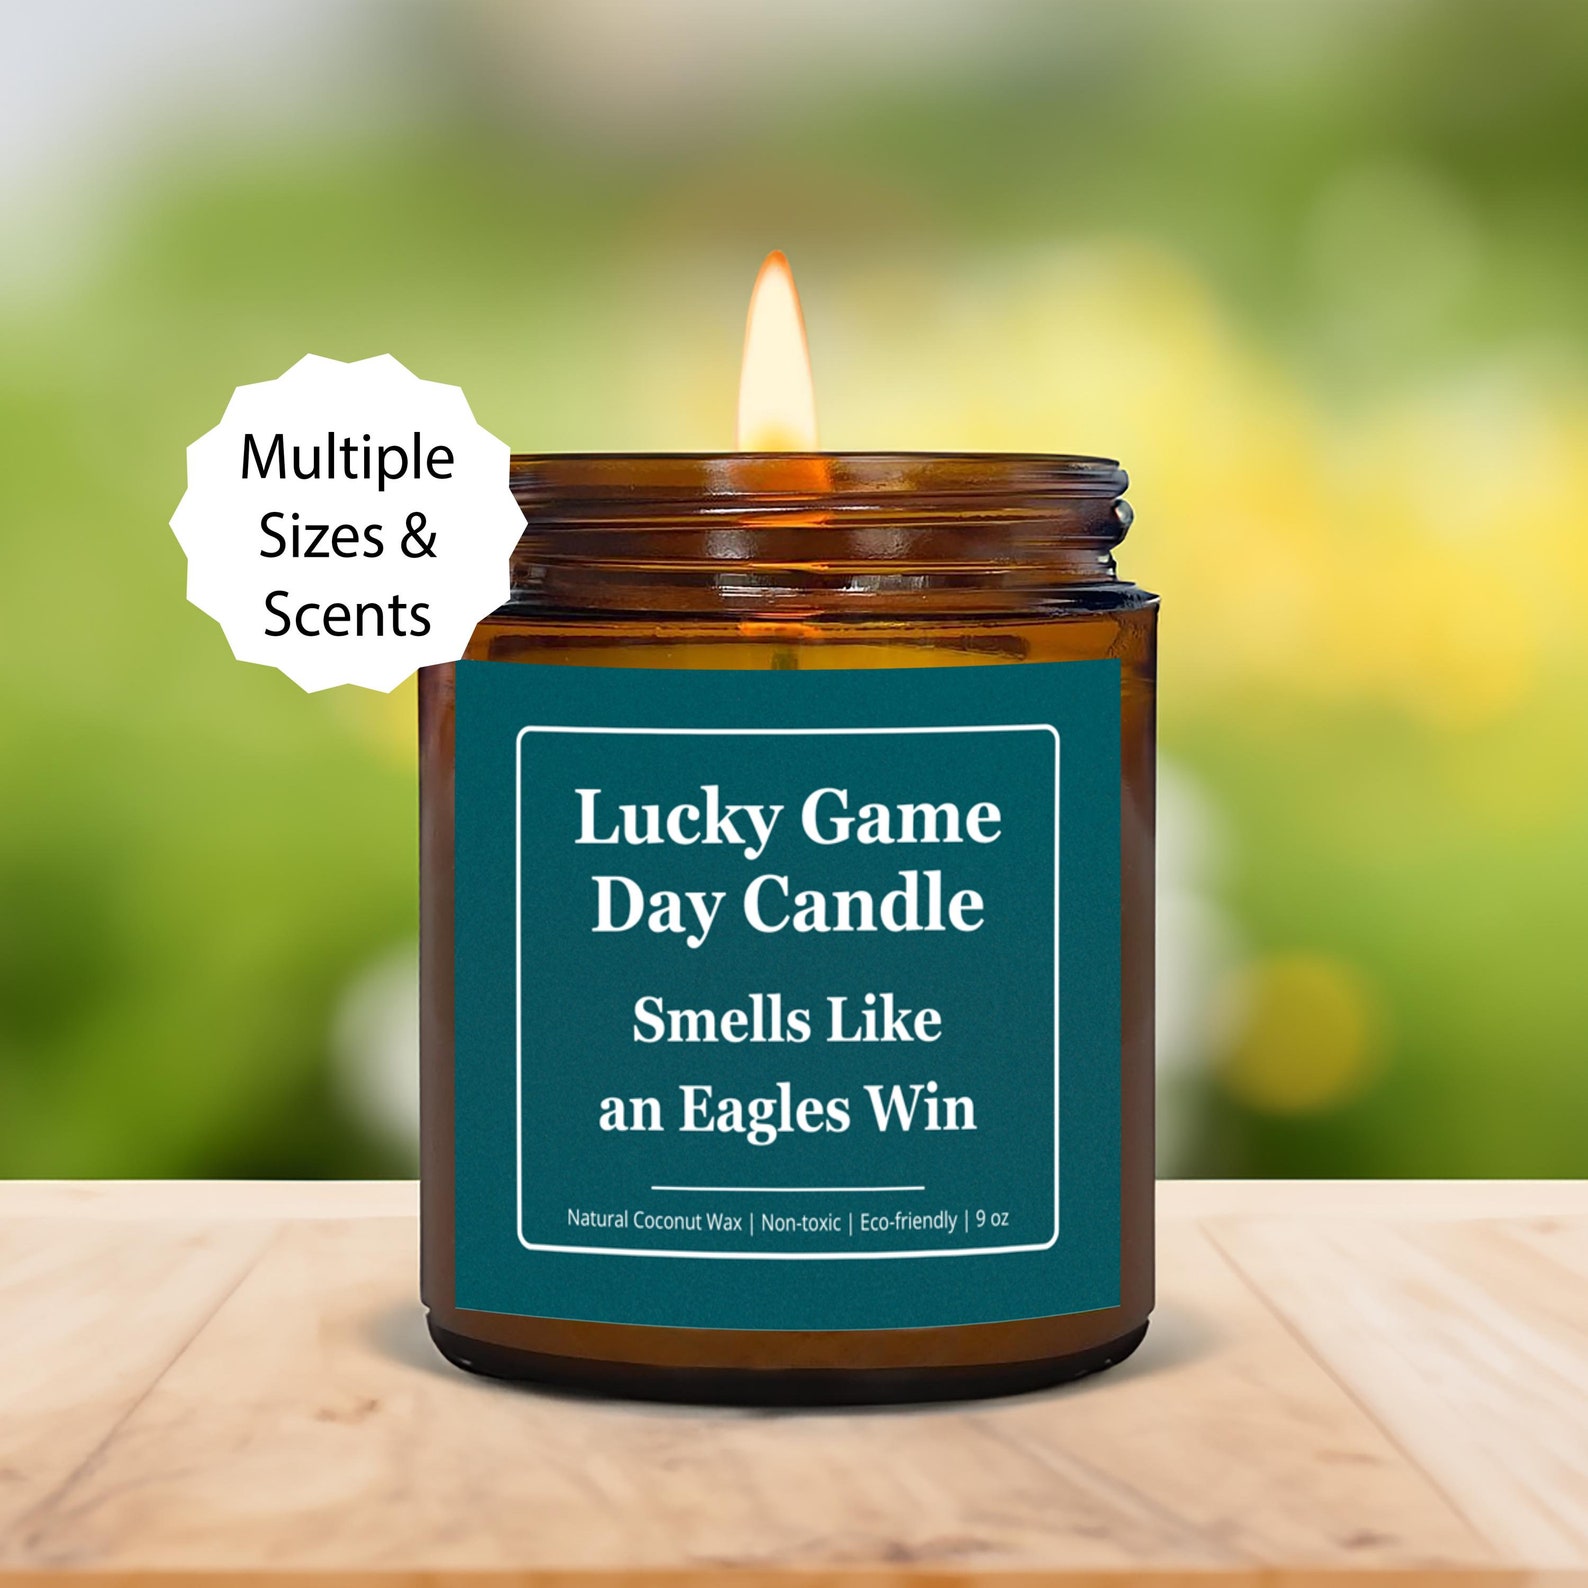 Multiple
Sizes &
Scents
Lucky Game
Day Candle
Smells Like
an Eagles Win
Natural Coconut Wax | Non-toxic | Eco-friendly | 9 oz